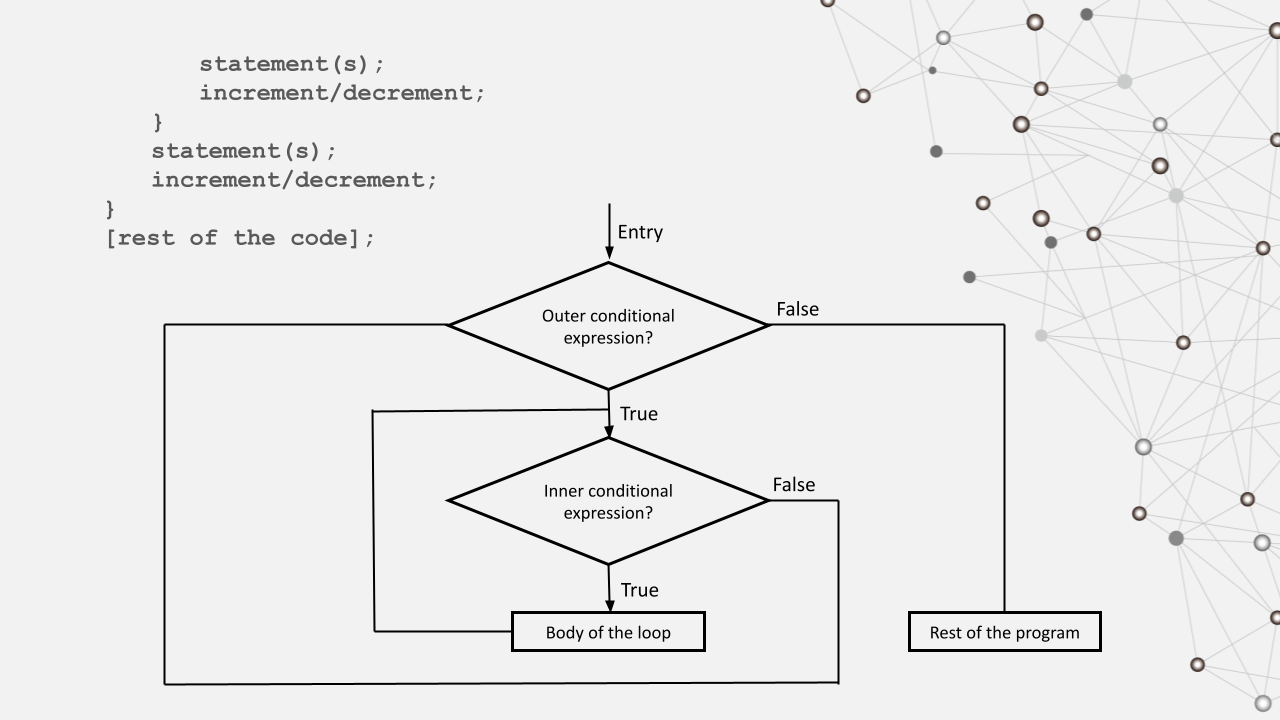 statement(s);
increment/decrement;
}
statement(s);
increment/decrement;
}
[rest of the code];
Entry
Outer conditional
expression?
False
True
Inner conditional
expression?
False
True
Body of the loop
Rest of the program